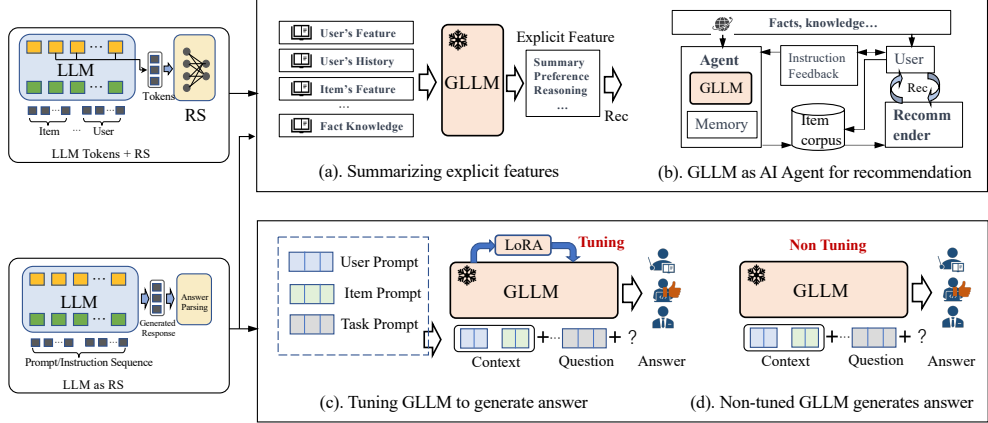 LLM
Tokens
RS
Item
...
User
LLM Tokens + RS
LLM
Generated
Response
Answer
Parsing
Prompt/Instruction Sequence
LLM as RS
User's Feature
User's History
Item's Feature
...
Fact Knowledge
GLLM
Explicit Feature
Summary
Preference
Reasoning
...
Rec
(a). Summarizing explicit features
Facts, knowledge…
Agent
GLLM
Memory
Instruction
Feedback
User
Rec
Item
corpus
Recomm
ender
(b). GLLM as AI Agent for recommendation
User Prompt
Item Prompt
Task Prompt
LoRA
Tuning
GLLM
+...
+ ?
Context
Question
Answer
(c). Tuning GLLM to generate answer
Non Tuning
GLLM
+...
+ ?
Context
Question
Answer
(d). Non-tuned GLLM generates answer